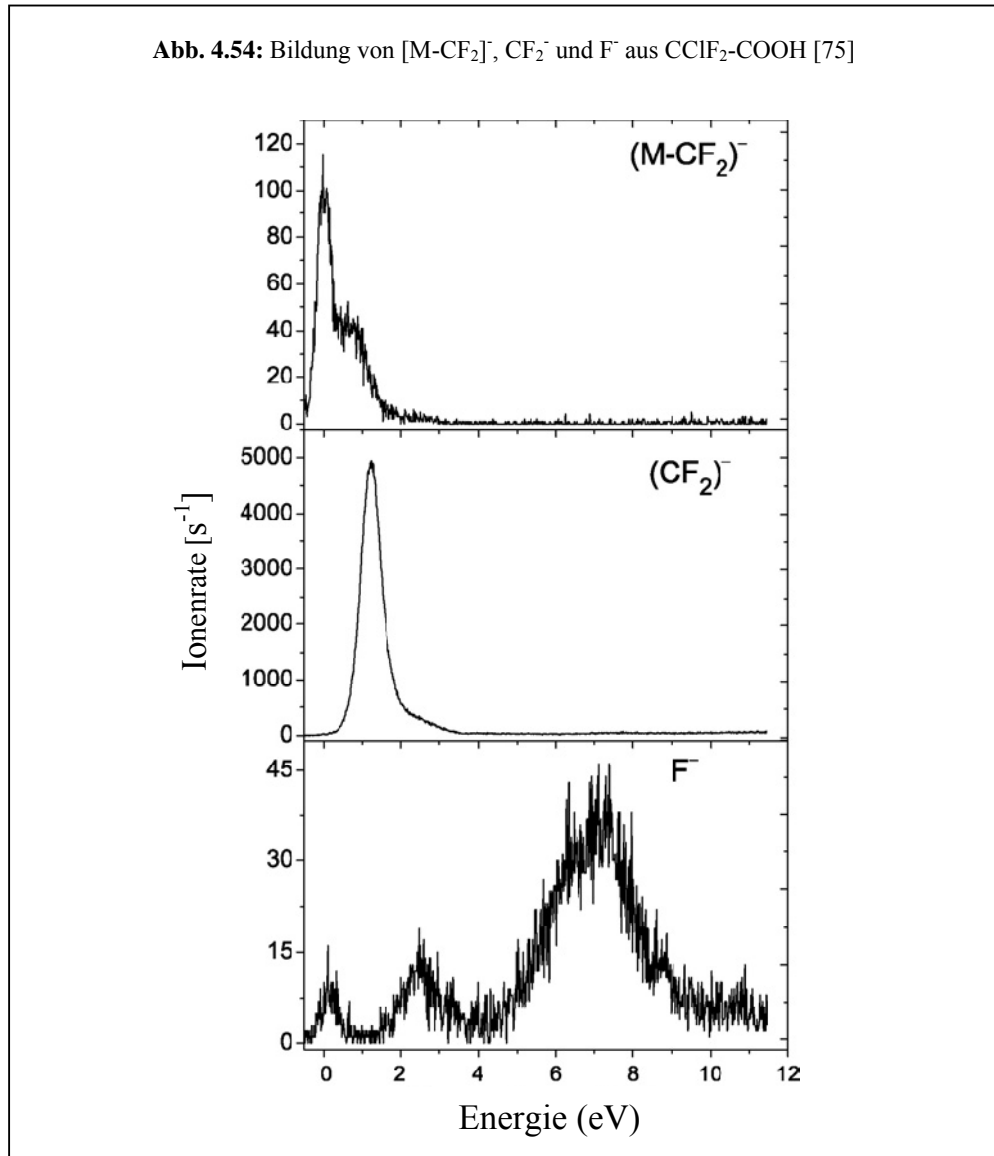 Abb. 4.54: Bildung von [M-CF₂]⁻, CF₂⁻ und F⁻ aus CClF₂-COOH [75]
120
100
80
60
40
20
0
(M-CF₂)⁻
5000
4000
3000
2000
1000
0
(CF₂)⁻
Ionenrate [s⁻¹]
45
30
15
0
F⁻
0 2 4 6 8 10 12
Energie (eV)